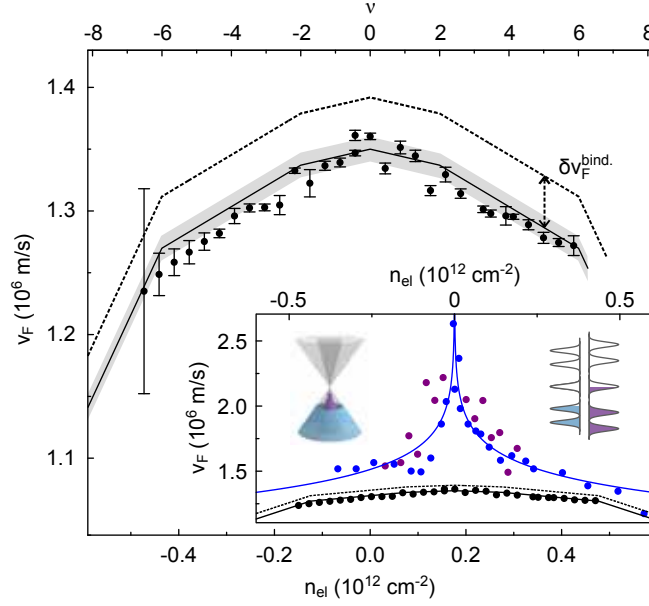 ν
-8 -6 -4 -2 0 2 4 6 8
1.4
1.3
1.2
1.1
v_F (10^6 m/s)
δv_F^bind.
n_el (10^12 cm^-2)
-0.5 0 0.5
2.5
2.0
1.5
v_F (10^6 m/s)
-0.4 -0.2 0.0 0.2 0.4
n_el (10^12 cm^-2)